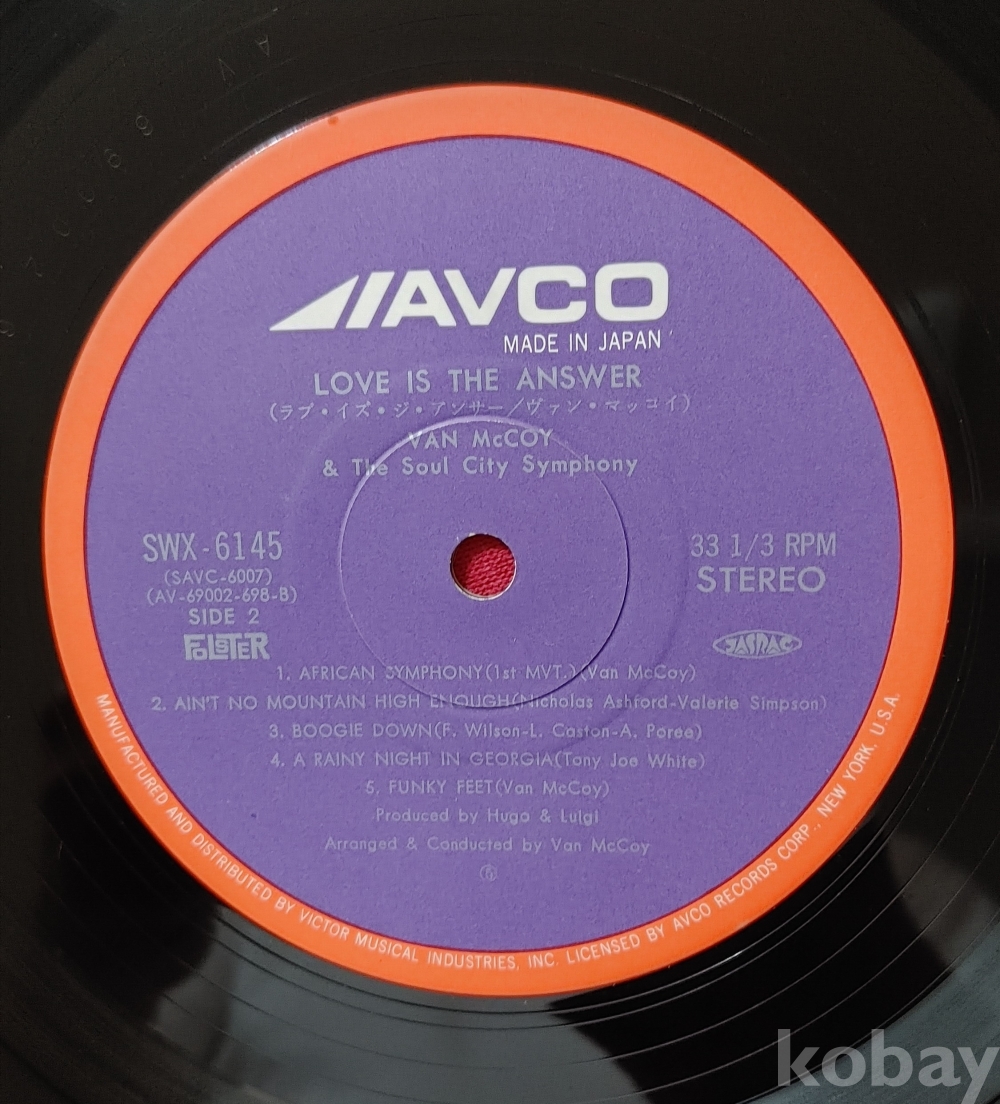 AVCO
MADE IN JAPAN
LOVE IS THE ANSWER
(ラブ・イズ・ジ・アンサー/ヴァン・マッコイ)
VAN McCOY
& The Soul City Symphony
SWX-6145
(SAVC-6007)
(AV-69002-698-B)
SIDE 2
FOLSTER
33 1/3 RPM
STEREO
JASRAC
1. AFRICAN SYMPHONY(1st MVT.)(Van McCoy)
2. AIN'T NO MOUNTAIN HIGH ENOUGH(Nicholas Ashford-Valerie Simpson)
3. BOOGIE DOWN(F. Wilson-L. Caston-A. Poree)
4. A RAINY NIGHT IN GEORGIA(Tony Joe White)
5. FUNKY FEET(Van McCoy)
Produced by Hugo & Luigi
Arranged & Conducted by Van McCoy
MANUFACTURED AND DISTRIBUTED BY VICTOR MUSICAL INDUSTRIES, INC. LICENSED BY AVCO RECORDS CORP., NEW YORK, U.S.A.
kobay